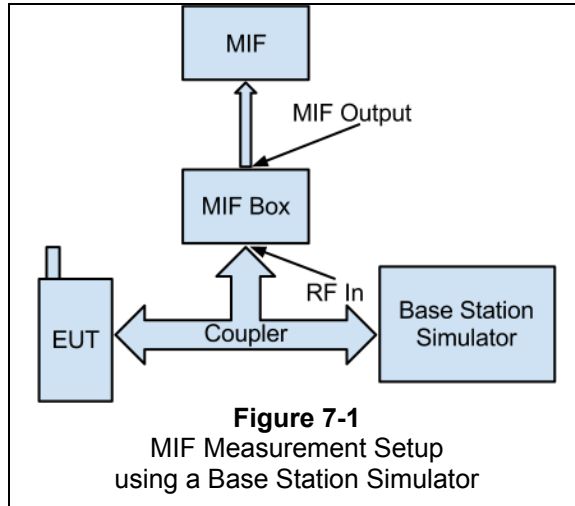 MIF
MIF Output
MIF Box
RF In
EUT
Coupler
Base Station
Simulator
Figure 7-1
MIF Measurement Setup
using a Base Station Simulator